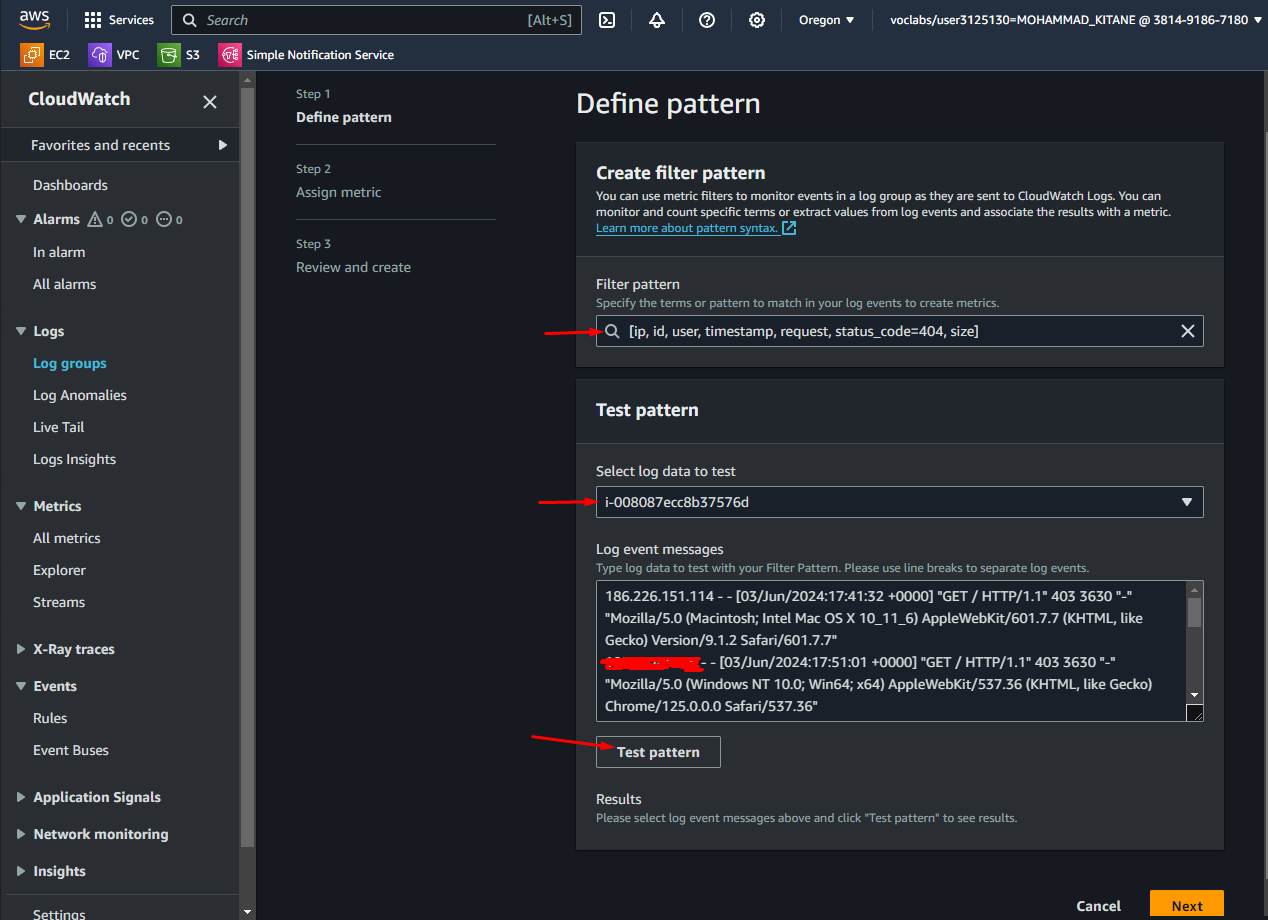 aws
Services
Search [Alt+S]
Oregon
voclabs/user3125130=MOHAMMAD_KITANE @ 3814-9186-7180
EC2
VPC
S3
Simple Notification Service
CloudWatch
Favorites and recents
Dashboards
Alarms 0 0 0
In alarm
All alarms
Logs
Log groups
Log Anomalies
Live Tail
Logs Insights
Metrics
All metrics
Explorer
Streams
X-Ray traces
Events
Rules
Event Buses
Application Signals
Network monitoring
Insights
Settings
Step 1
Define pattern
Step 2
Assign metric
Step 3
Review and create
Define pattern
Create filter pattern
You can use metric filters to monitor events in a log group as they are sent to CloudWatch Logs. You can
monitor and count specific terms or extract values from log events and associate the results with a metric.
Learn more about pattern syntax.
Filter pattern
Specify the terms or pattern to match in your log events to create metrics.
[ip, id, user, timestamp, request, status_code=404, size]
Test pattern
Select log data to test
i-008087ecc8b37576d
Log event messages
Type log data to test with your Filter Pattern. Please use line breaks to separate log events.
186.226.151.114 - - [03/Jun/2024:17:41:32 +0000] "GET / HTTP/1.1" 403 3630 "-"
"Mozilla/5.0 (Macintosh; Intel Mac OS X 10_11_6) AppleWebKit/601.7.7 (KHTML, like
Gecko) Version/9.1.2 Safari/601.7.7"
- - [03/Jun/2024:17:51:01 +0000] "GET / HTTP/1.1" 403 3630 "-"
"Mozilla/5.0 (Windows NT 10.0; Win64; x64) AppleWebKit/537.36 (KHTML, like Gecko)
Chrome/125.0.0.0 Safari/537.36"
Test pattern
Results
Please select log event messages above and click "Test pattern" to see results.
Cancel
Next